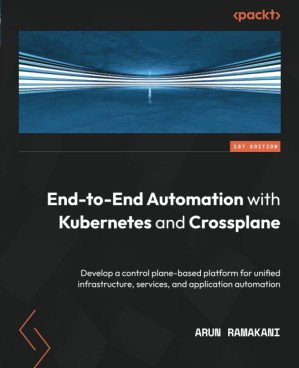 <packt>
1ST EDITION
End-to-End Automation with
Kubernetes and Crossplane
Develop a control plane-based platform for unified
infrastructure, services, and application automation
ARUN RAMAKANI